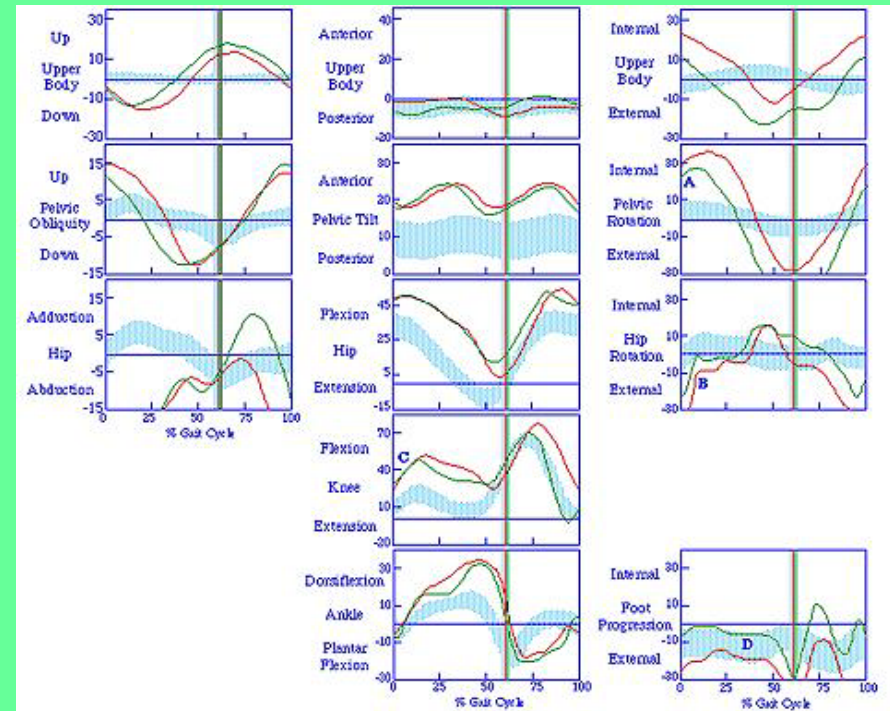 30
Up
10
Upper
Body
-10
Down
-30
40
Anterior
30
20
Upper
Body
10
0
Posterior
-10
-20
30
Internal
10
Upper
Body
-10
External
-30
15
Up
5
Pelvic
Obliquity
-5
Down
-15
30
Anterior
20
Pelvic Tilt
10
Posterior
0
30
Internal
A
10
Pelvic
Rotation
-10
External
-30
15
Adduction
5
Hip
-5
Abduction
-15
0 25 50 75 100
% Gait Cycle
45
Flexion
25
Hip
5
Extension
-15
30
Internal
10
Hip
Rotation
-10
B
External
-30
70
Flexion
C
40
Knee
10
Extension
-20
30
Dorsiflexion
10
Ankle
-10
Plantar
Flexion
-30
0 25 50 75 100
% Gait Cycle
30
Internal
10
Foot
Progression
D
-10
External
-30
0 25 50 75 100
% Gait Cycle